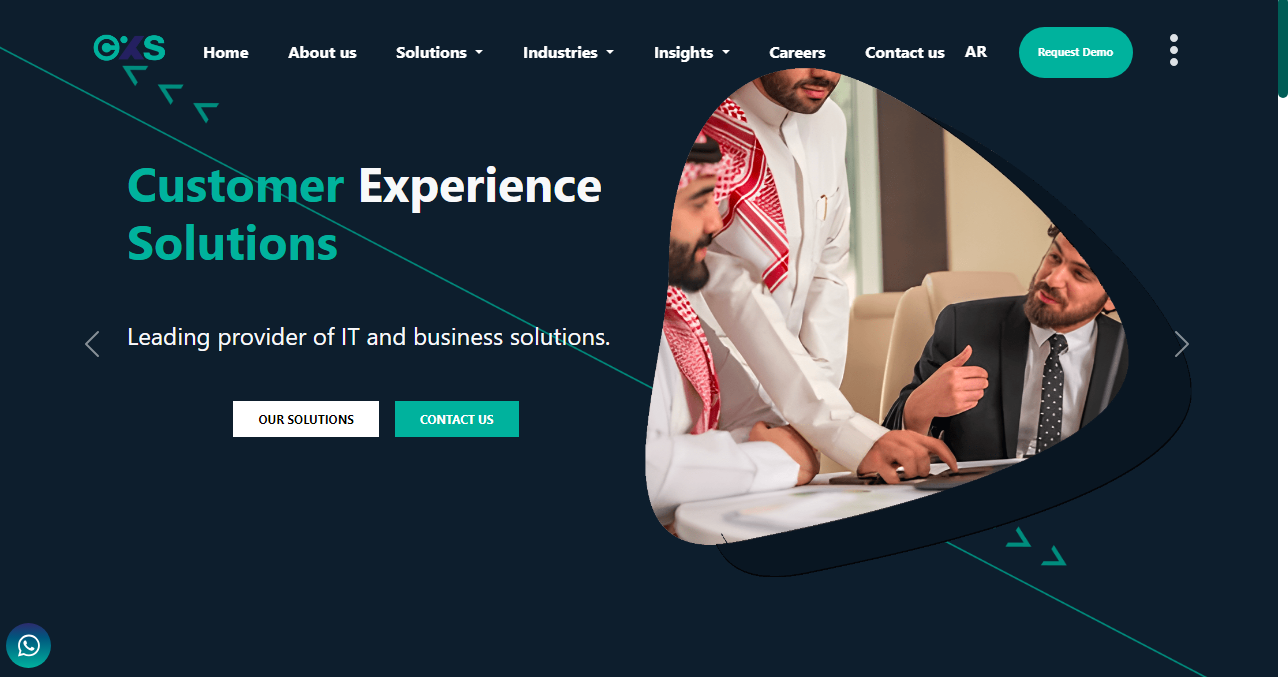 CXS
Home
About us
Solutions
Industries
Insights
Careers
Contact us
AR
Request Demo
Customer Experience
Solutions
Leading provider of IT and business solutions.
OUR SOLUTIONS
CONTACT US